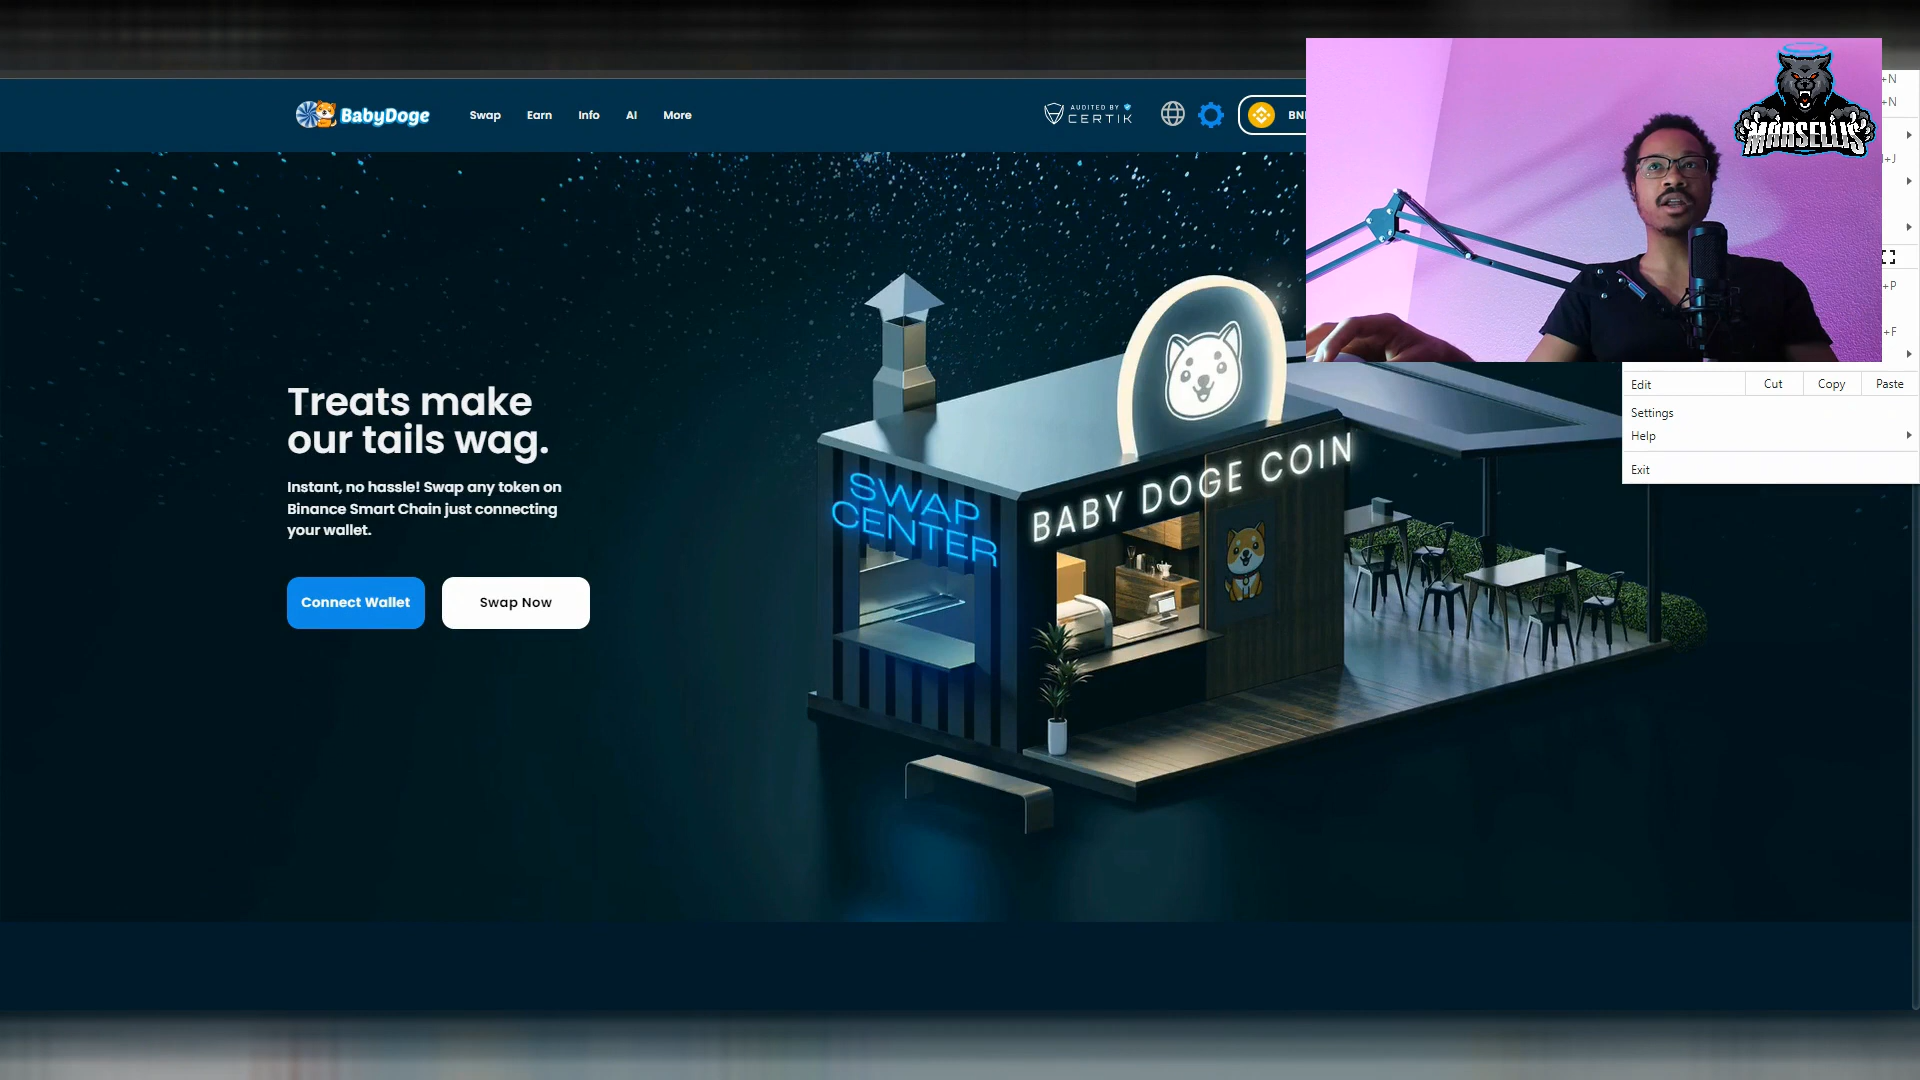 BabyDoge
Swap
Earn
Info
AI
More
AUDITED BY
CERTIK
MARSELLIS
+N
+N
+J
+P
+F
Treats make
our tails wag.
Instant, no hassle! Swap any token on
Binance Smart Chain just connecting
your wallet.
Connect Wallet
Swap Now
SWAP
CENTER
BABY DOGE COIN
Edit
Cut
Copy
Paste
Settings
Help
Exit